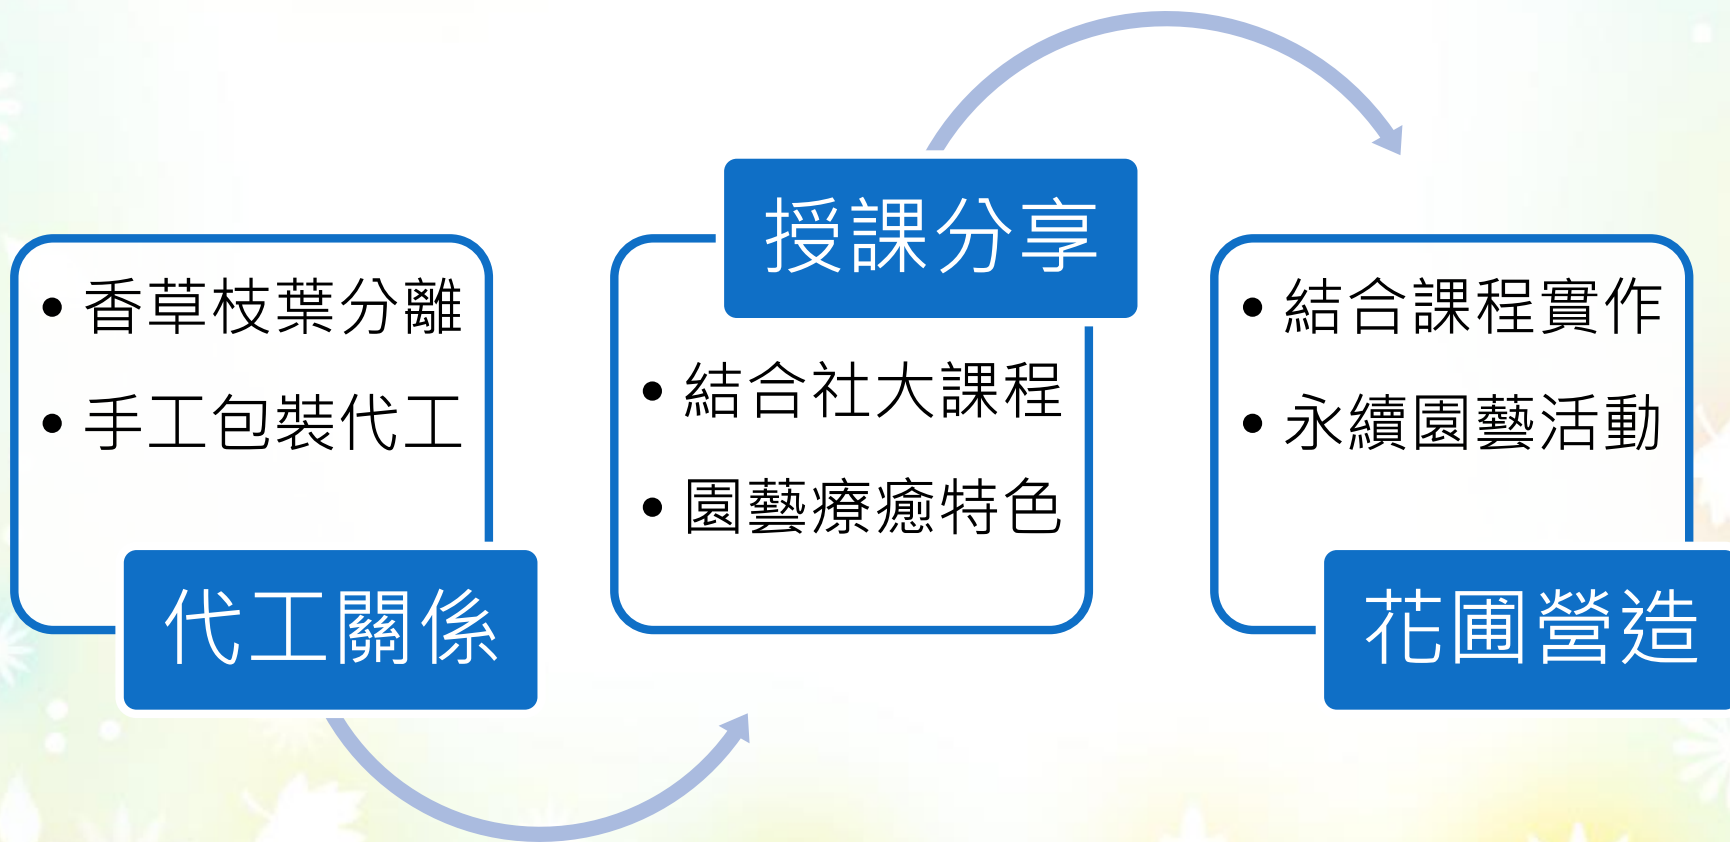 • 香草枝葉分離
• 手工包裝代工
代工關係
授課分享
• 結合社大課程
• 園藝療癒特色
• 結合課程實作
• 永續園藝活動
花圃營造